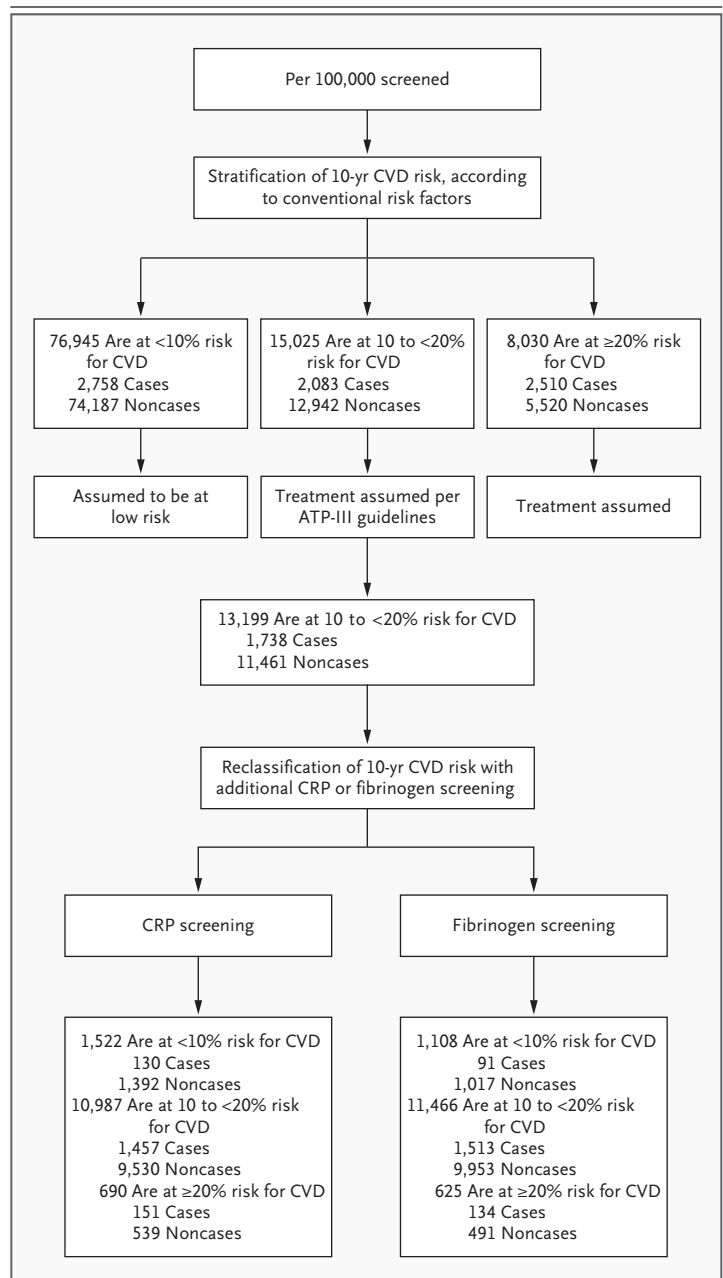 Per 100,000 screened
Stratification of 10-yr CVD risk, according
to conventional risk factors
76,945 Are at <10% risk
for CVD
2,758 Cases
74,187 Noncases
15,025 Are at 10 to <20%
risk for CVD
2,083 Cases
12,942 Noncases
8,030 Are at ≥20% risk
for CVD
2,510 Cases
5,520 Noncases
Assumed to be at
low risk
Treatment assumed per
ATP-III guidelines
Treatment assumed
13,199 Are at 10 to <20% risk for CVD
1,738 Cases
11,461 Noncases
Reclassification of 10-yr CVD risk with
additional CRP or fibrinogen screening
CRP screening
Fibrinogen screening
1,522 Are at <10% risk for CVD
130 Cases
1,392 Noncases
10,987 Are at 10 to <20% risk
for CVD
1,457 Cases
9,530 Noncases
690 Are at ≥20% risk for CVD
151 Cases
539 Noncases
1,108 Are at <10% risk for CVD
91 Cases
1,017 Noncases
11,466 Are at 10 to <20% risk
for CVD
1,513 Cases
9,953 Noncases
625 Are at ≥20% risk for CVD
134 Cases
491 Noncases